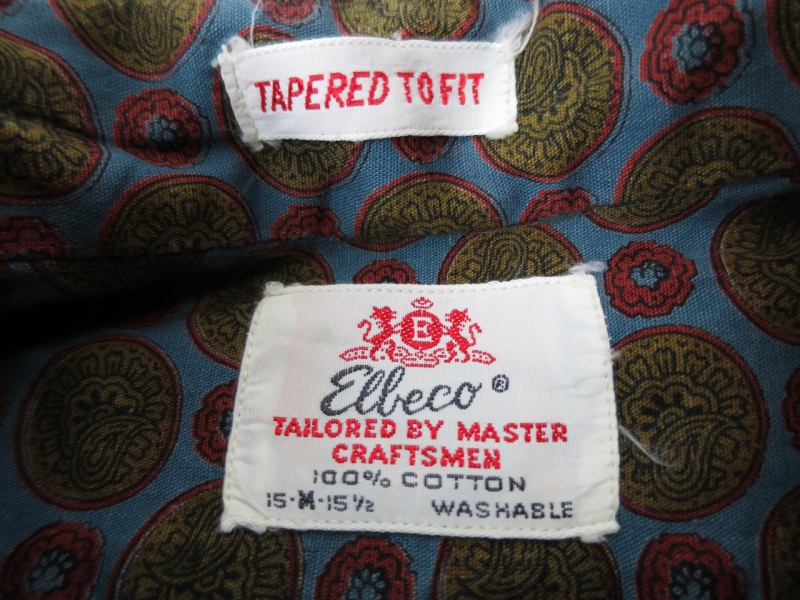 TAPERED TO FIT
E
Elbeco ®
TAILORED BY MASTER
CRAFTSMEN
100% COTTON
15-M-15½ WASHABLE